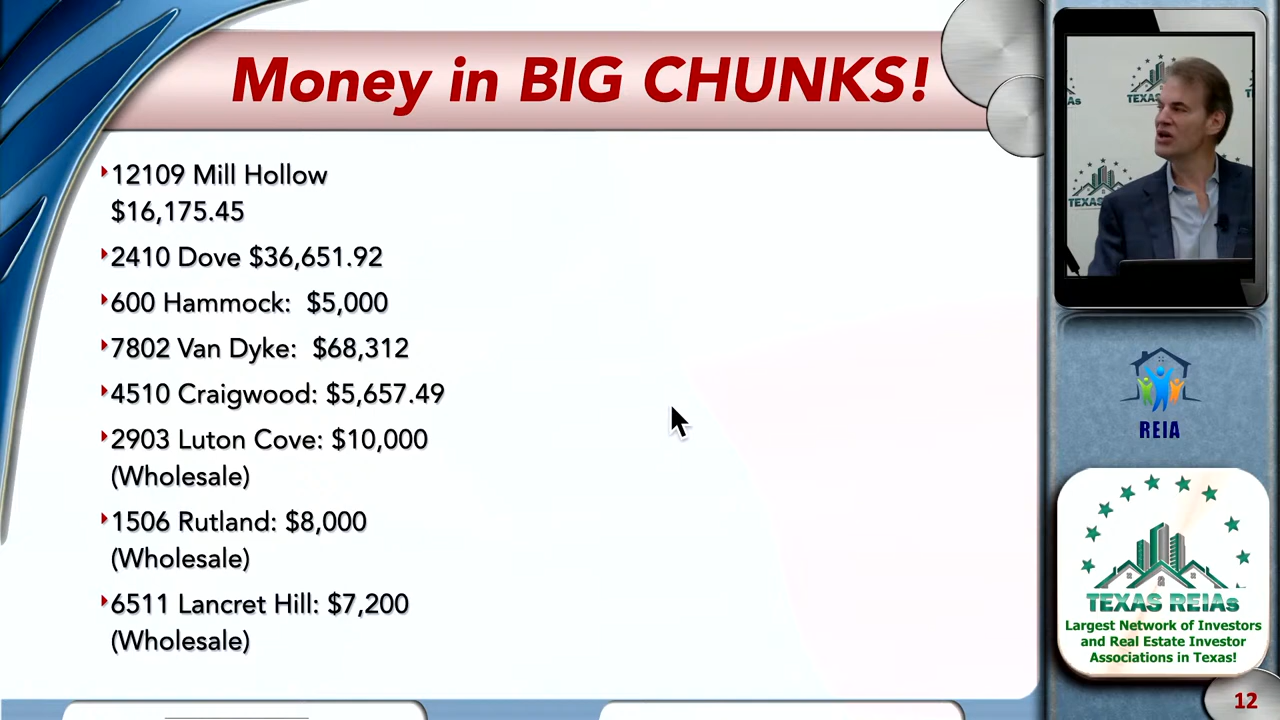 Money in BIG CHUNKS!
12109 Mill Hollow
$16,175.45
2410 Dove $36,651.92
600 Hammock:  $5,000
7802 Van Dyke:  $68,312
4510 Craigwood: $5,657.49
2903 Luton Cove: $10,000
(Wholesale)
1506 Rutland: $8,000
(Wholesale)
6511 Lancret Hill: $7,200
(Wholesale)
As
TEXAS
TEXAS
REIA
TEXAS REIAs
Largest Network of Investors
and Real Estate Investor
Associations in Texas!
12